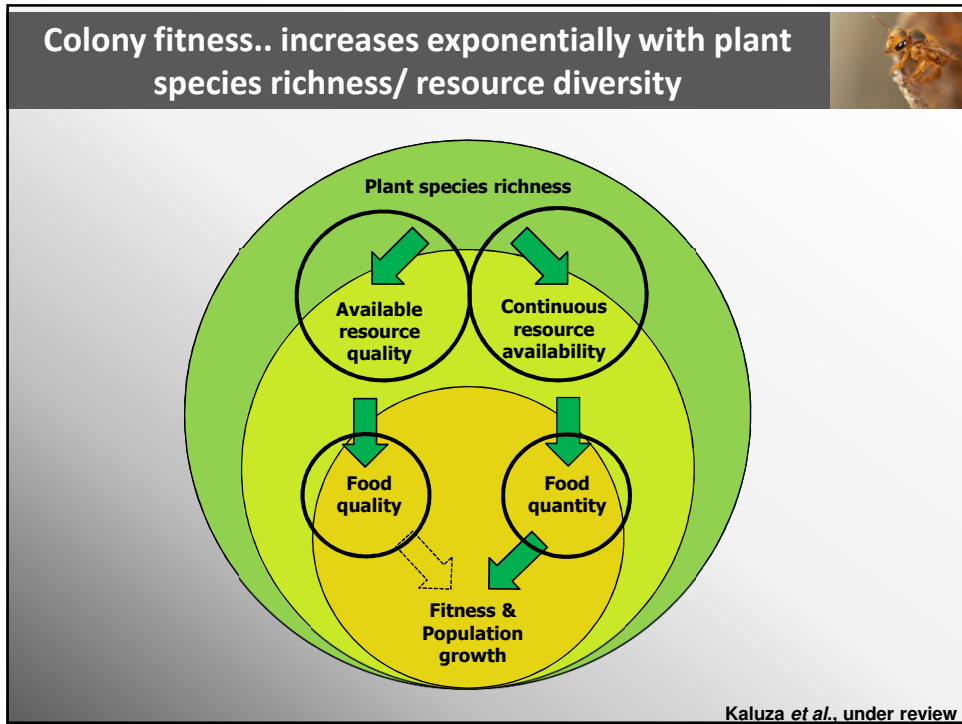 Colony fitness.. increases exponentially with plant
species richness/ resource diversity
Plant species richness
Available
resource
quality
Continuous
resource
availability
Food
quality
Food
quantity
Fitness &
Population
growth
Kaluza et al., under review